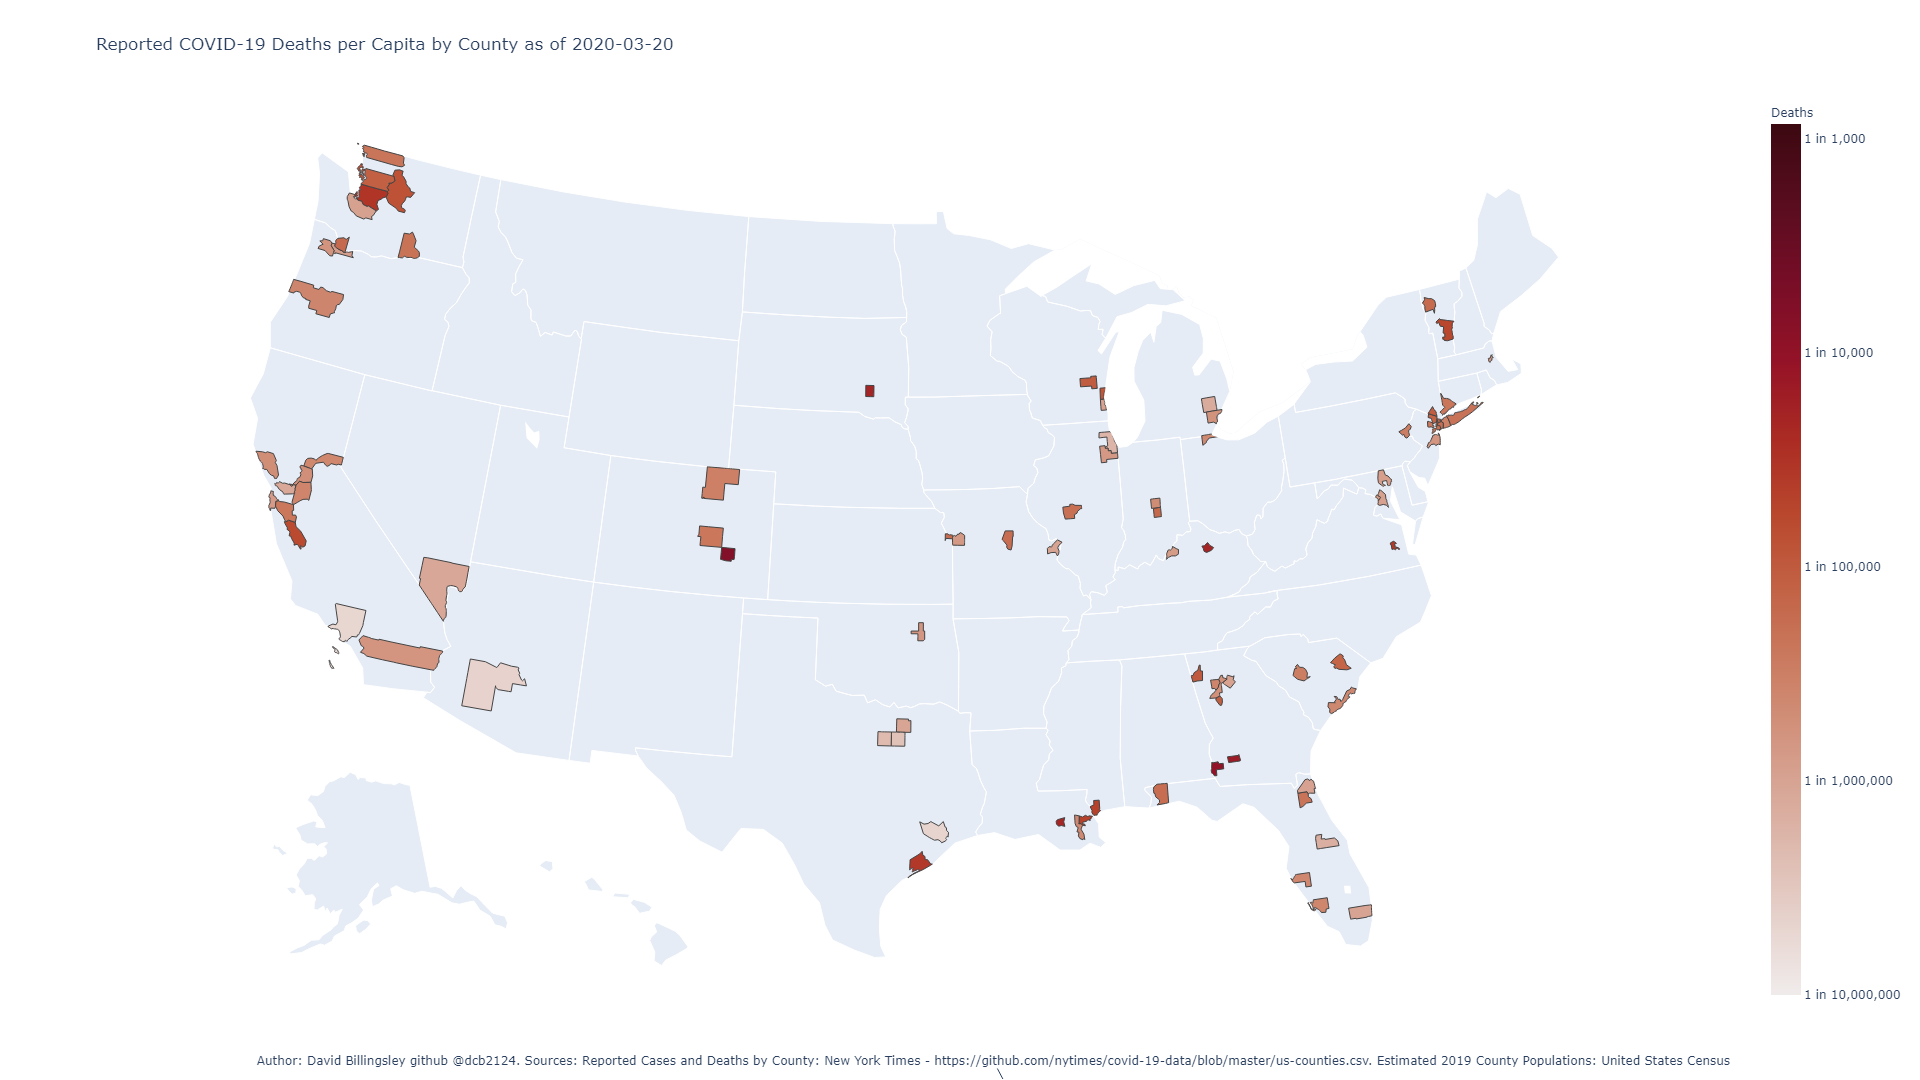 Reported COVID-19 Deaths per Capita by County as of 2020-03-20
Deaths
1 in 1,000
1 in 10,000
1 in 100,000
1 in 1,000,000
1 in 10,000,000
Author: David Billingsley github @dcb2124. Sources: Reported Cases and Deaths by County: New York Times - https://github.com/nytimes/covid-19-data/blob/master/us-counties.csv. Estimated 2019 County Populations: United States Census